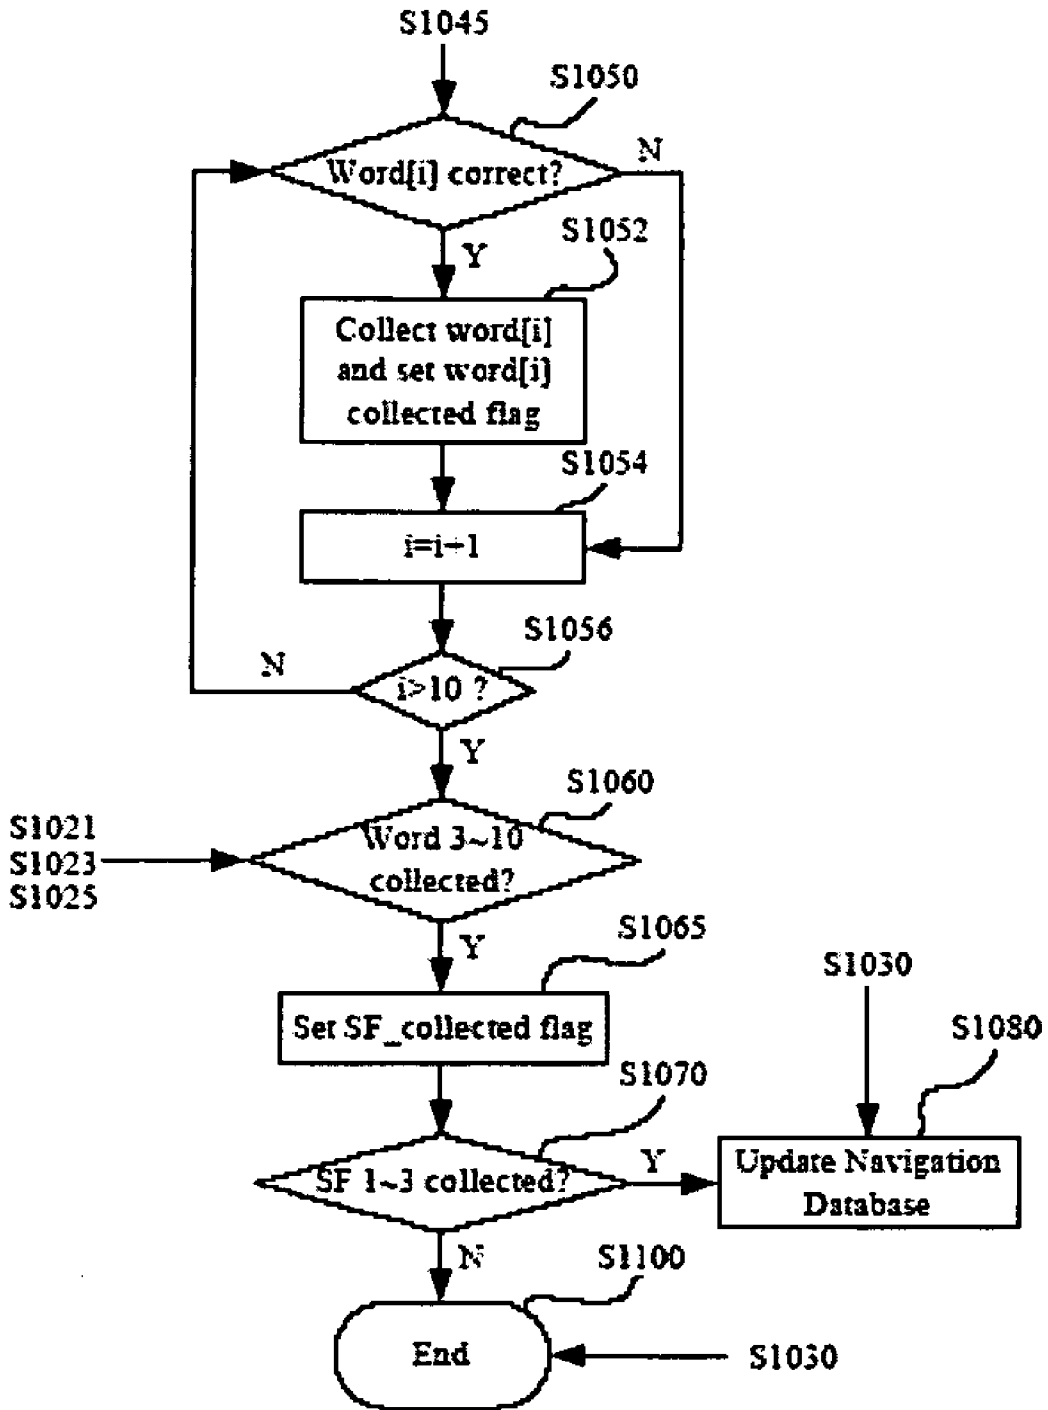 S1045
S1050
Word[i] correct?
N
S1052
Y
Collect word[i]
and set word[i]
collected flag
S1054
i=i+1
S1056
N
i>10 ?
Y
S1060
Word 3~10
collected?
S1021
S1023
S1025
Y
S1065
S1030
Set SF_collected flag
S1080
S1070
SF 1~3 collected?
Y
Update Navigation
Database
N
S1100
End
S1030